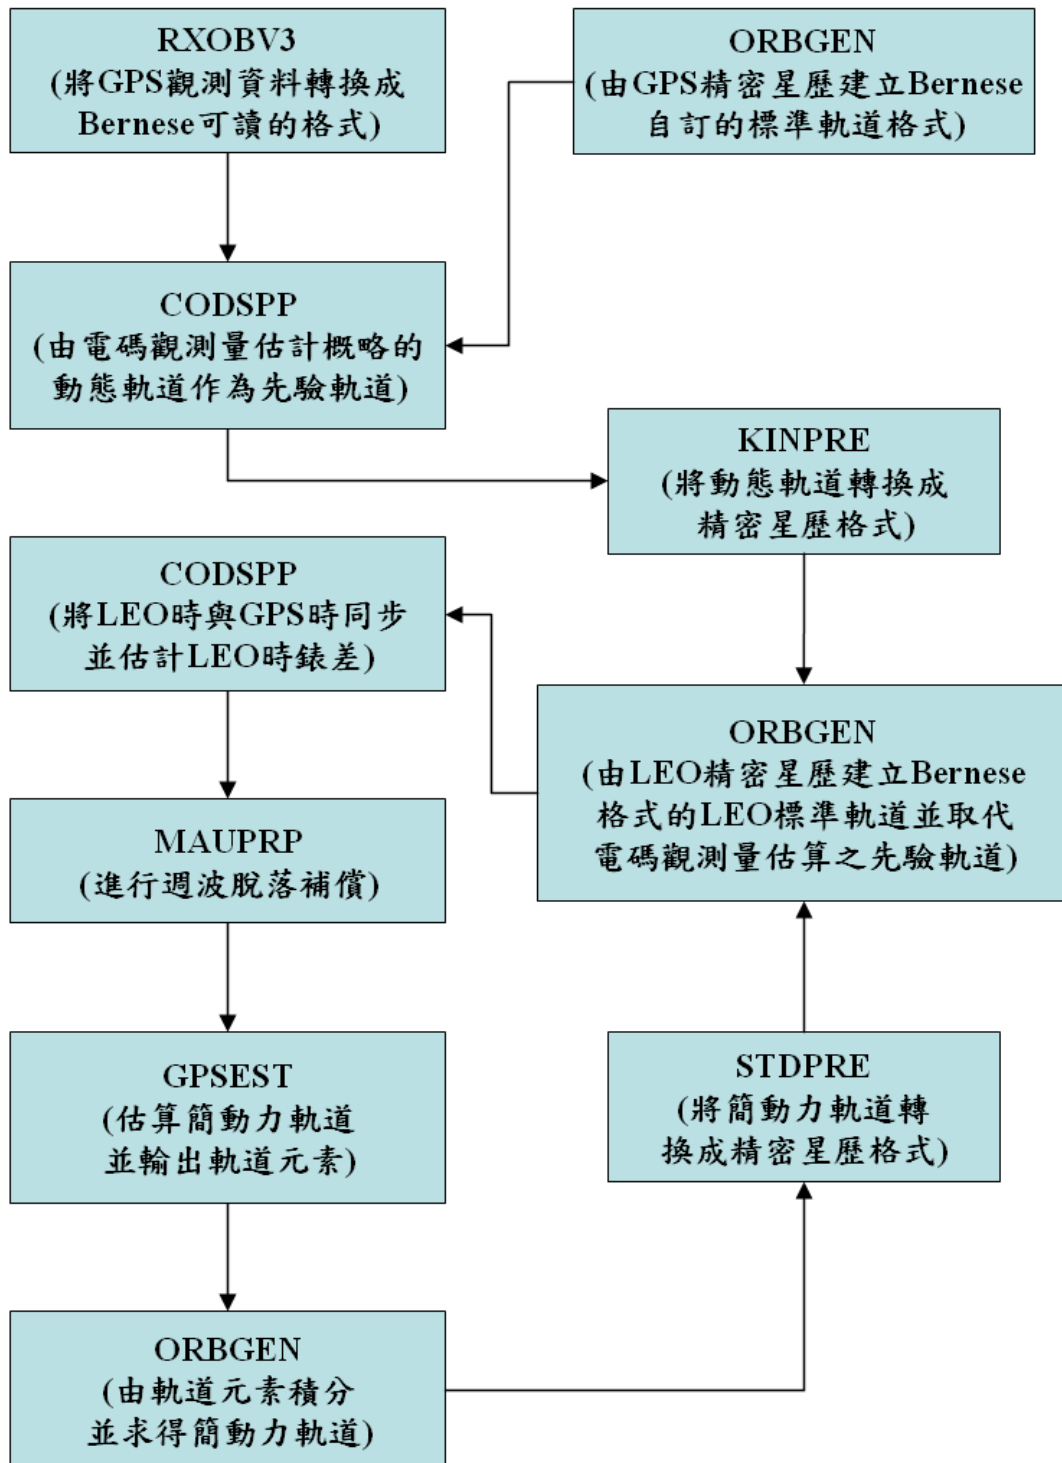 RXOBV3
(將GPS觀測資料轉換成
Bernese可讀的格式)
ORBGEN
(由GPS精密星歷建立Bernese
自訂的標準軌道格式)
CODSPP
(由電碼觀測量估計概略的
動態軌道作為先驗軌道)
KINPRE
(將動態軌道轉換成
精密星歷格式)
CODSPP
(將LEO時與GPS時同步
並估計LEO時錶差)
ORBGEN
(由LEO精密星歷建立Bernese
格式的LEO標準軌道並取代
電碼觀測量估算之先驗軌道)
MAUPRP
(進行週波脫落補償)
GPSEST
(估算簡動力軌道
並輸出軌道元素)
STDPRE
(將簡動力軌道轉
換成精密星歷格式)
ORBGEN
(由軌道元素積分
並求得簡動力軌道)